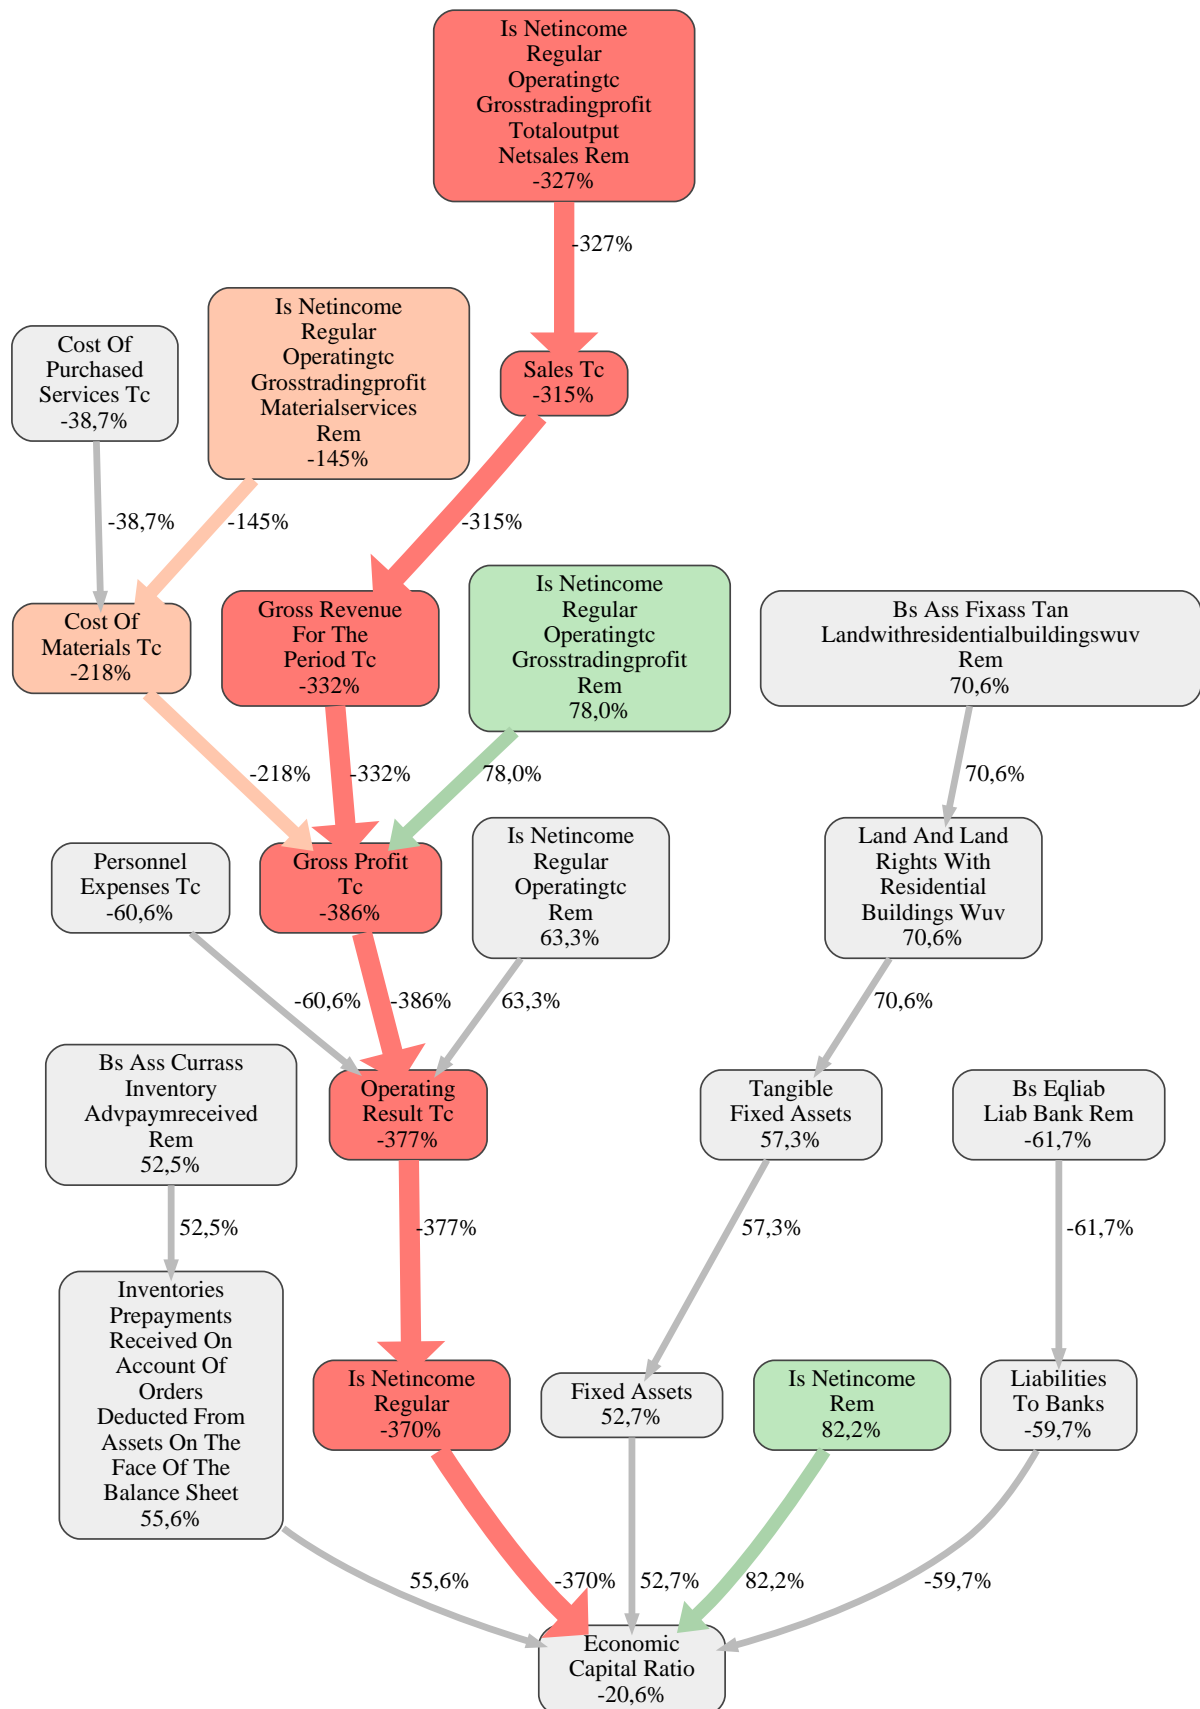 Is Netincome
Regular
Operatingtc
Grosstradingprofit
Totaloutput
Netsales Rem
-327%
-327%
Cost Of
Purchased
Services Tc
-38,7%
Is Netincome
Regular
Operatingtc
Grosstradingprofit
Materialservices
Rem
-145%
Sales Tc
-315%
-38,7%
-145%
-315%
Cost Of
Materials Tc
-218%
Gross Revenue
For The
Period Tc
-332%
Is Netincome
Regular
Operatingtc
Grosstradingprofit
Rem
78,0%
Bs Ass Fixass Tan
Landwithresidentialbuildingswuv
Rem
70,6%
-218%
-332%
78,0%
70,6%
Personnel
Expenses Tc
-60,6%
Gross Profit
Tc
-386%
Is Netincome
Regular
Operatingtc
Rem
63,3%
Land And Land
Rights With
Residential
Buildings Wuv
70,6%
-60,6%
-386%
63,3%
70,6%
Bs Ass Currass
Inventory
Advpaymreceived
Rem
52,5%
Operating
Result Tc
-377%
Tangible
Fixed Assets
57,3%
Bs Eqliab
Liab Bank Rem
-61,7%
52,5%
-377%
57,3%
-61,7%
Inventories
Prepayments
Received On
Account Of
Orders
Deducted From
Assets On The
Face Of The
Balance Sheet
55,6%
Is Netincome
Regular
-370%
Fixed Assets
52,7%
Is Netincome
Rem
82,2%
Liabilities
To Banks
-59,7%
55,6%
-370%
52,7%
82,2%
-59,7%
Economic
Capital Ratio
-20,6%